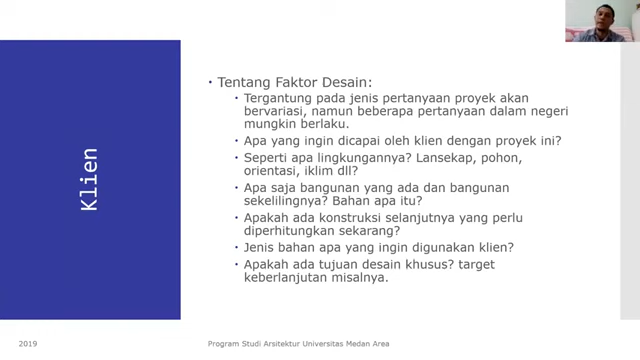 Klien
• Tentang Faktor Desain:
• Tergantung pada jenis pertanyaan proyek akan
bervariasi, namun beberapa pertanyaan dalam negeri
mungkin berlaku.
• Apa yang ingin dicapai oleh klien dengan proyek ini?
• Seperti apa lingkungannya? Lansekap, pohon,
orientasi, iklim dll?
• Apa saja bangunan yang ada dan bangunan
sekelilingnya? Bahan apa itu?
• Apakah ada konstruksi selanjutnya yang perlu
diperhitungkan sekarang?
• Jenis bahan apa yang ingin digunakan klien?
• Apakah ada tujuan desain khusus? target
keberlanjutan misalnya.
2019
Program Studi Arsitektur Universitas Medan Area